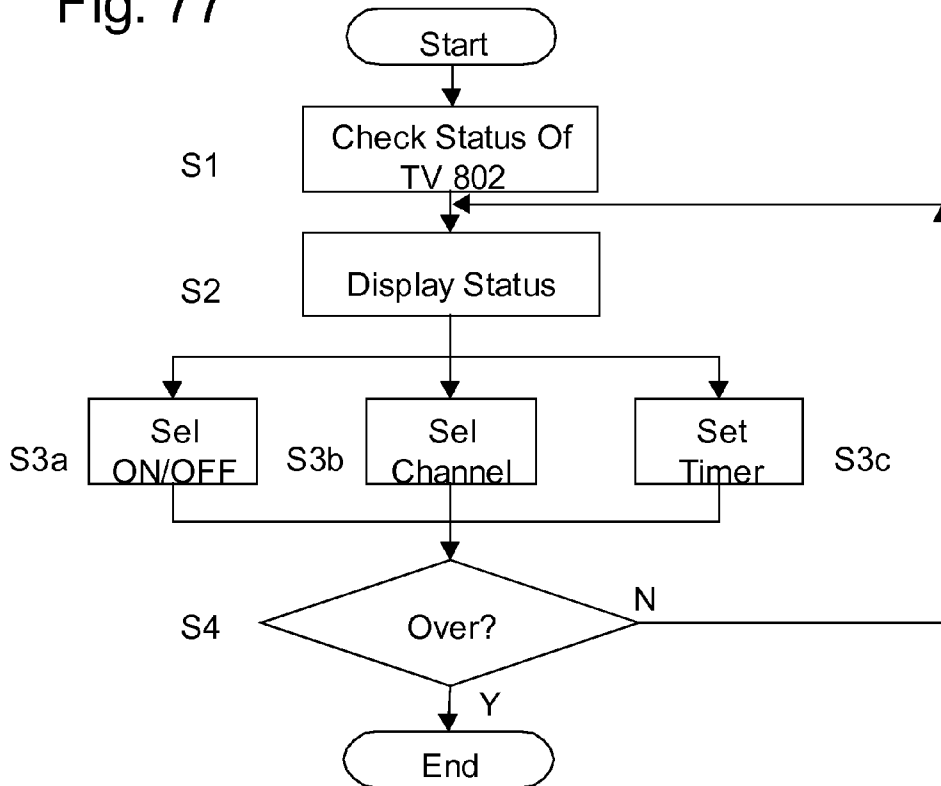 Fig. 77
Start
S1
Check Status Of
TV 802
S2
Display Status
S3a
Sel
ON/OFF
S3b
Sel
Channel
Set
Timer
S3c
S4
Over?
N
Y
End